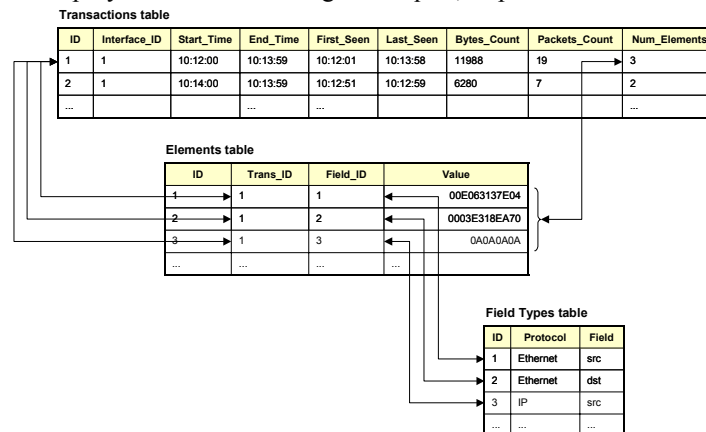 Transactions table
ID Interface_ID Start_Time End_Time First_Seen Last_Seen Bytes_Count Packets_Count Num_Elements
1 1 10:12:00 10:13:59 10:12:01 10:13:58 11988 19 3
2 1 10:14:00 10:13:59 10:12:51 10:12:59 6280 7 2
... ... ... ...
Elements table
ID Trans_ID Field_ID Value
1 1 1 00E063137E04
2 1 2 0003E318EA70
3 1 3 0A0A0A0A
... ... ... ...
Field Types table
ID Protocol Field
1 Ethernet src
2 Ethernet dst
3 IP src
... ... ...